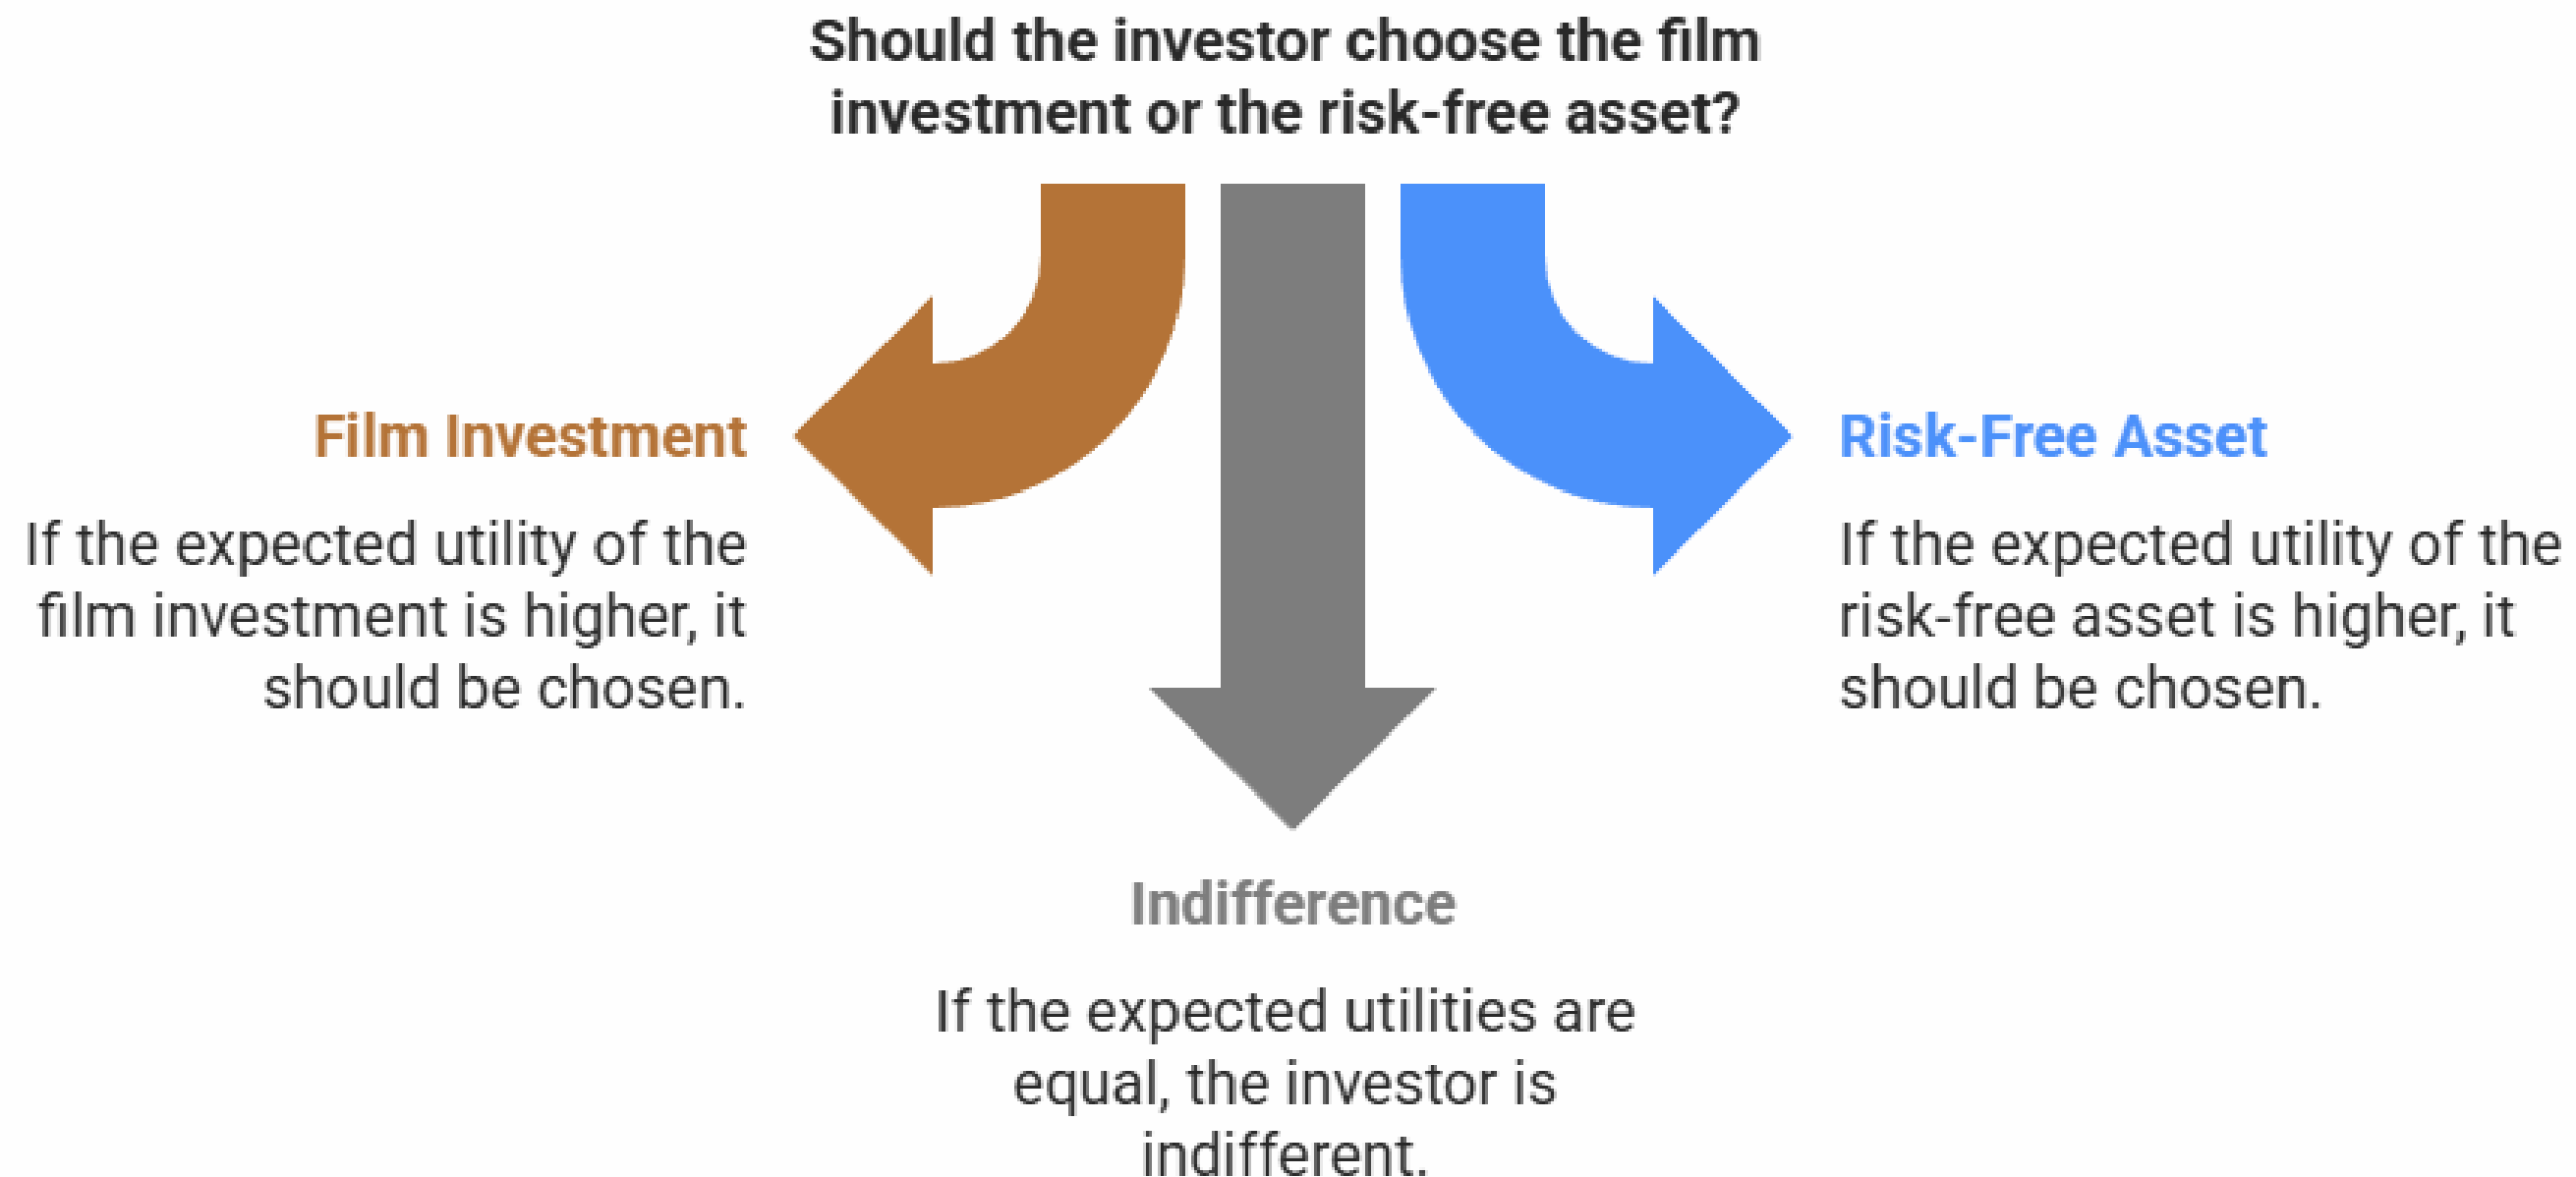 Should the investor choose the film
investment or the risk-free asset?
Film Investment
If the expected utility of the
film investment is higher, it
should be chosen.
Risk-Free Asset
If the expected utility of the
risk-free asset is higher, it
should be chosen.
Indifference
If the expected utilities are
equal, the investor is
indifferent.